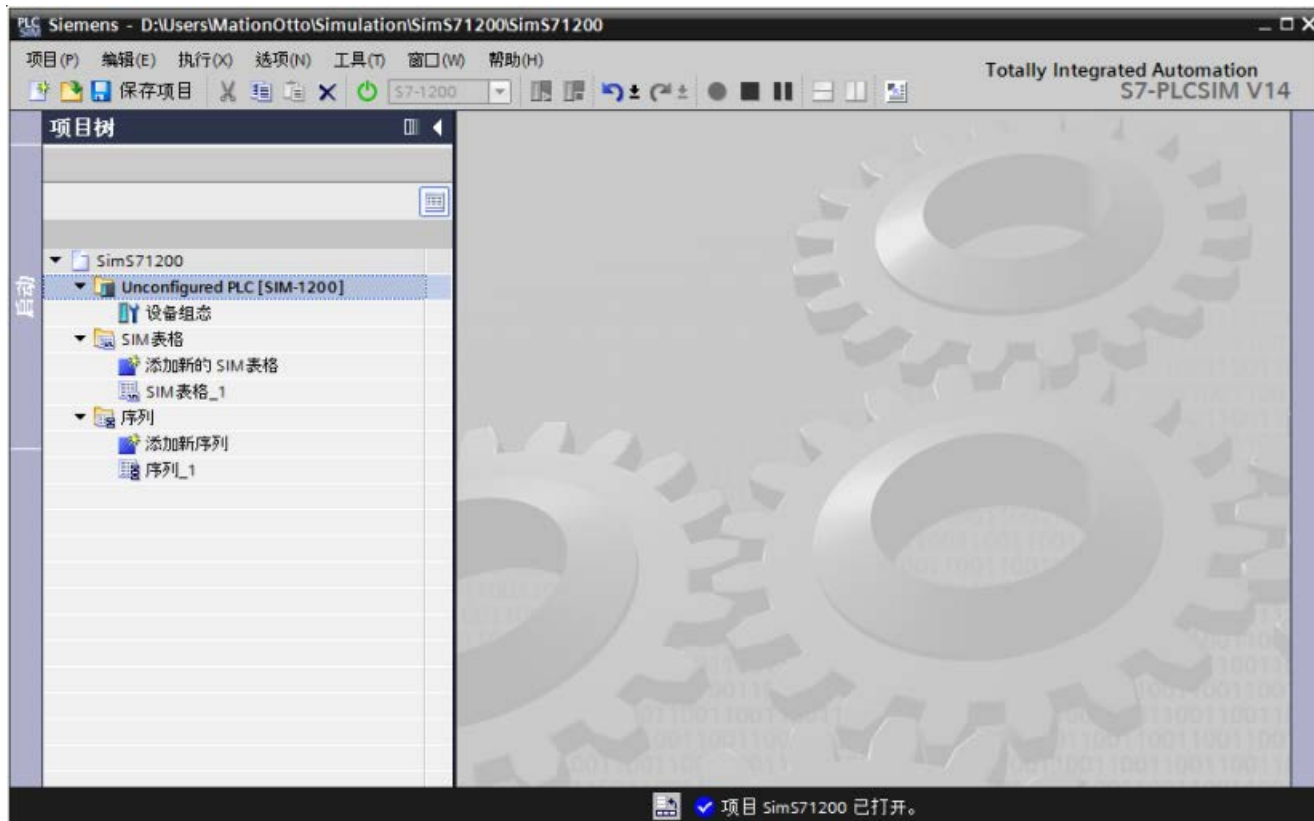 Siemens - D:\Users\MationOtto\Simulation\SimS71200\SimS71200
项目(P) 编辑(E) 执行(X) 选项(N) 工具(T) 窗口(W) 帮助(H)
Totally Integrated Automation
保存项目 S7-1200
S7-PLCSIM V14
项目树
SimS71200
Unconfigured PLC [SIM-1200]
启动
设备组态
SIM表格
添加新的 SIM 表格
SIM表格_1
序列
添加新序列
序列_1
项目 SimS71200 已打开。